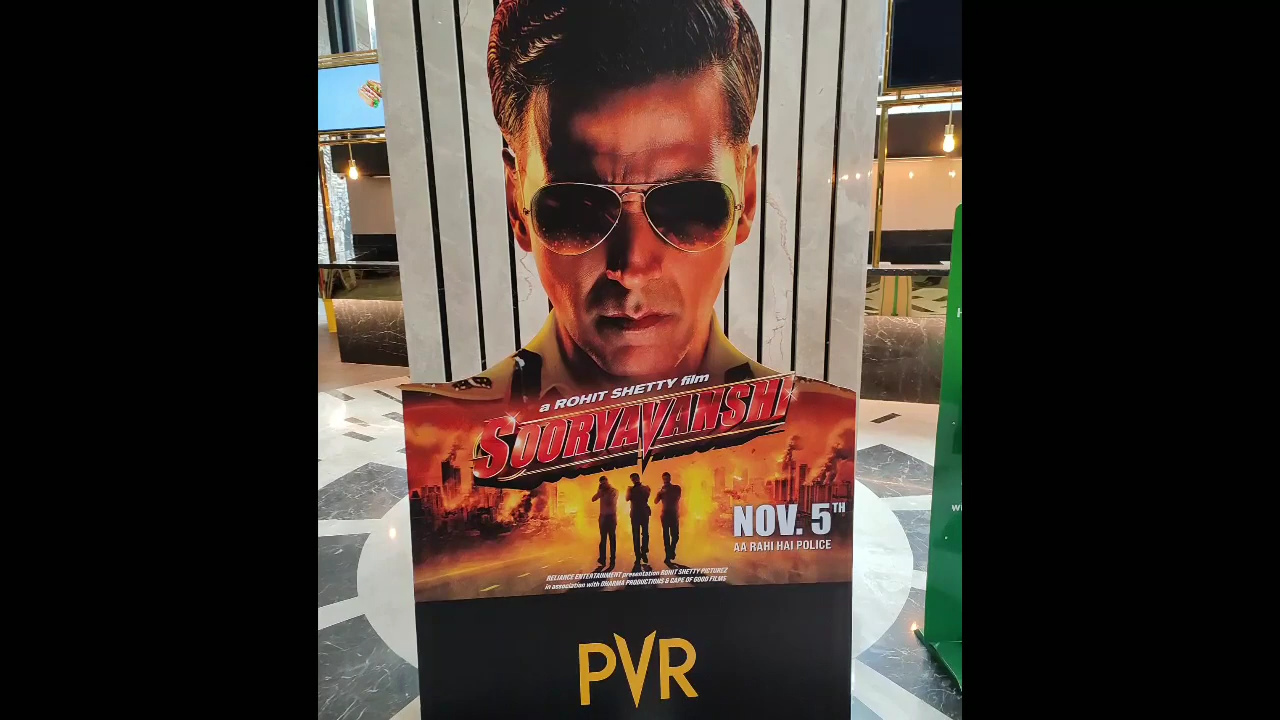 a ROHIT SHETTY film
SOORYAVANSHI
NOV. 5TH
AA RAHI HAI POLICE
RELIANCE ENTERTAINMENT presentation ROHIT SHETTY PICTUREZ
in association with DHARMA PRODUCTIONS & CAPE OF GOOD FILMS
PVR